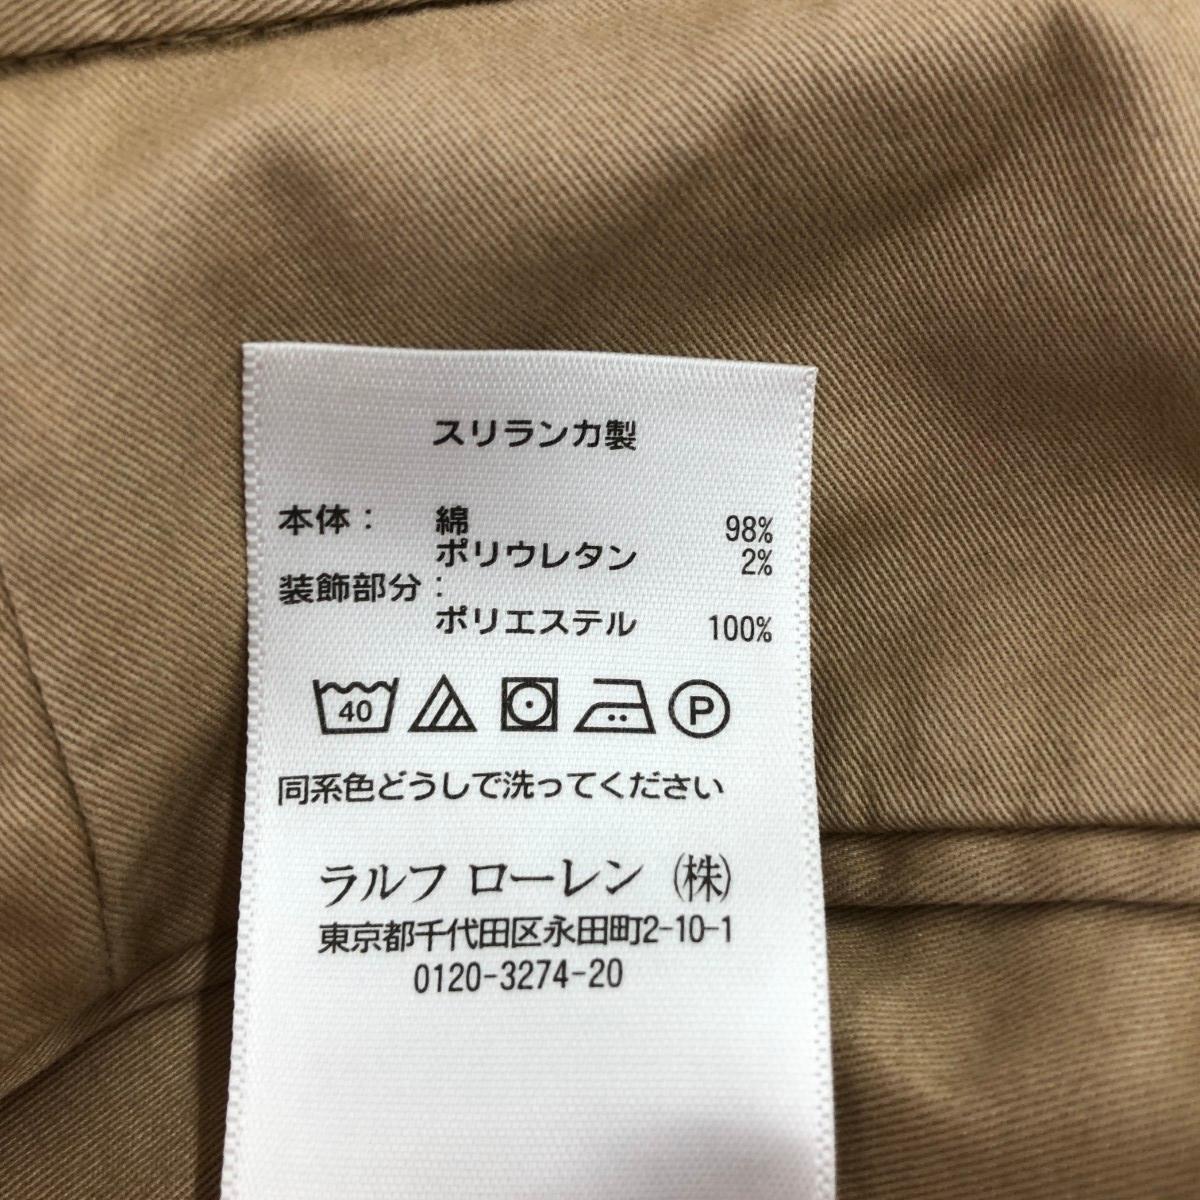 スリランカ製
本体： 綿 98%
ポリウレタン 2%
装飾部分：
ポリエステル 100%
40 P
同系色どうしで洗ってください
ラルフ ローレン (株)
東京都千代田区永田町2-10-1
0120-3274-20